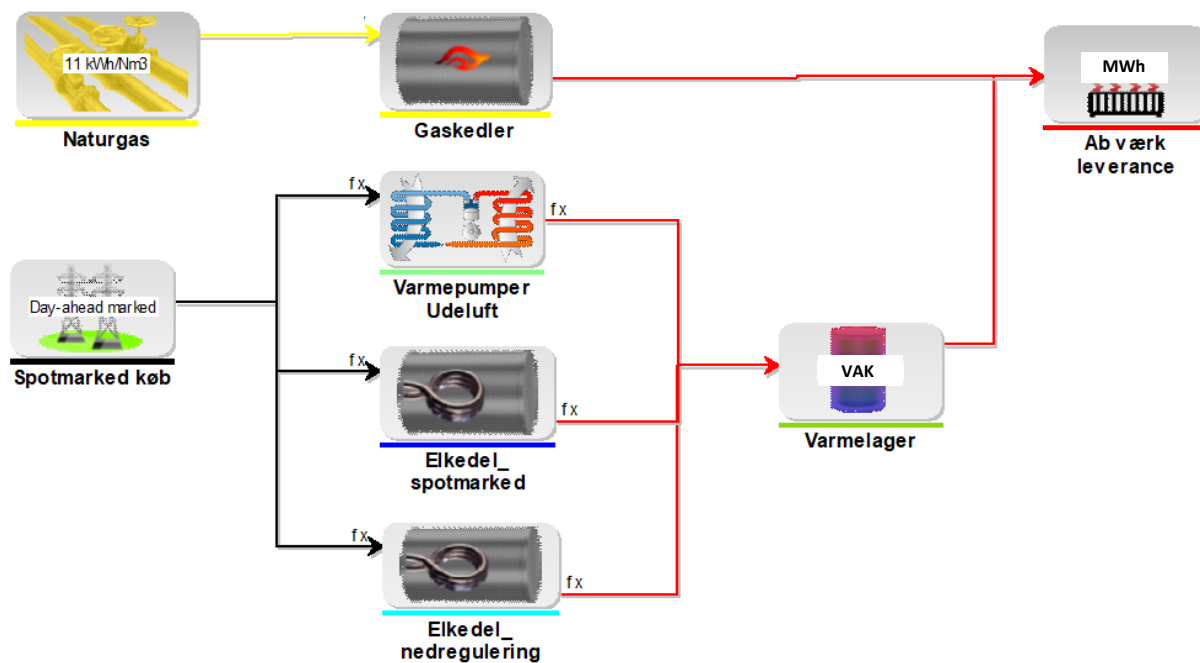 11 kWh/Nm3
Naturgas
Gaskedler
MWh
Ab værk
leverance
fx
fx
Varmepumper
Udeluft
Day-ahead marked
Spotmarked køb
fx
fx
Elkedel_
spotmarked
VAK
Varmelager
fx
fx
Elkedel_
nedregulering